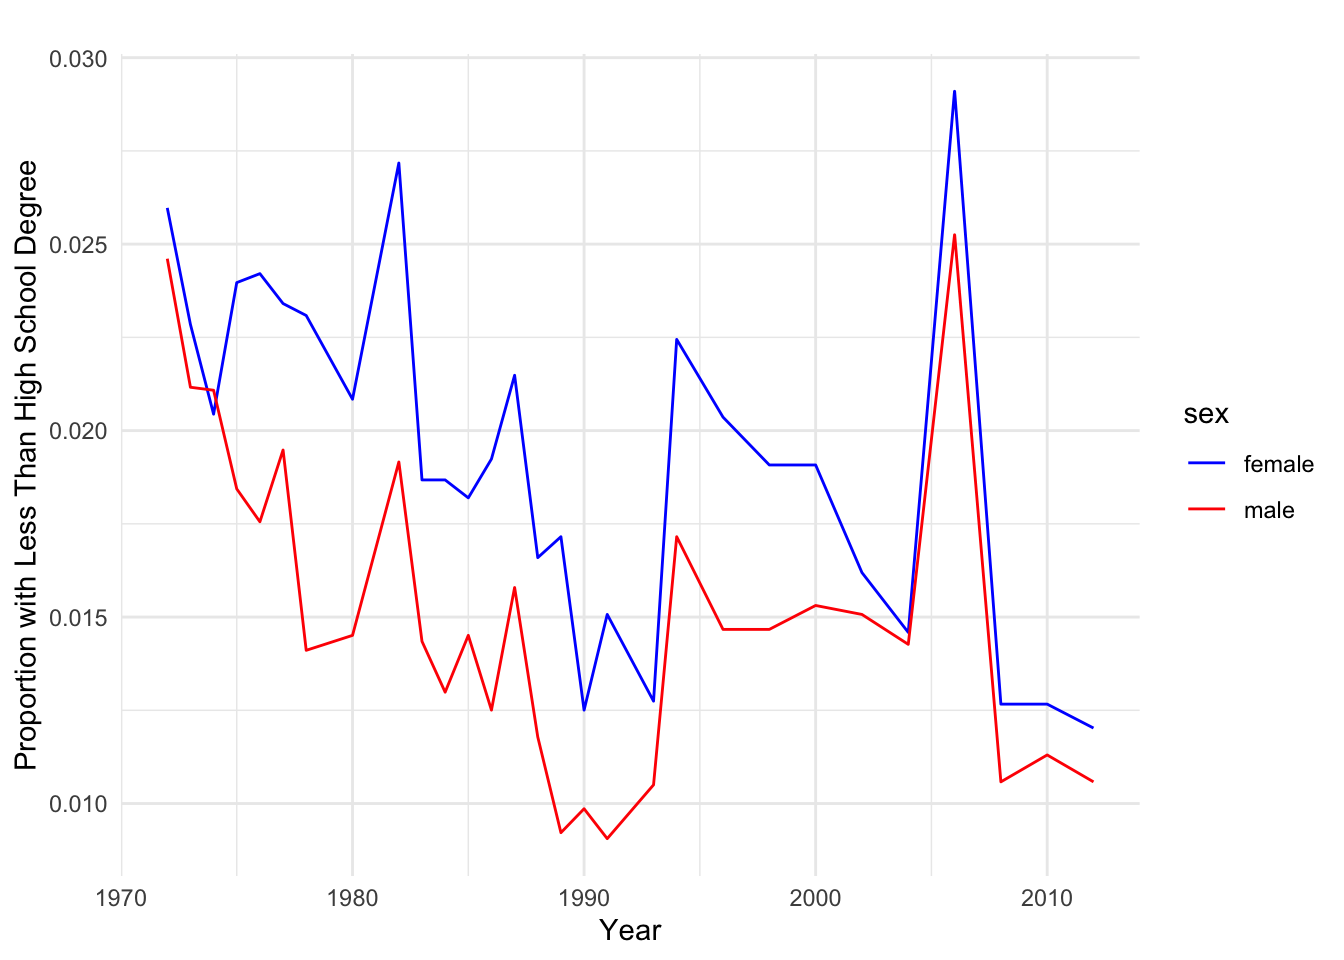 Proportion with Less Than High School Degree
0.030
0.025
0.020
0.015
0.010
1970 1980 1990 2000 2010
Year
sex
female
male